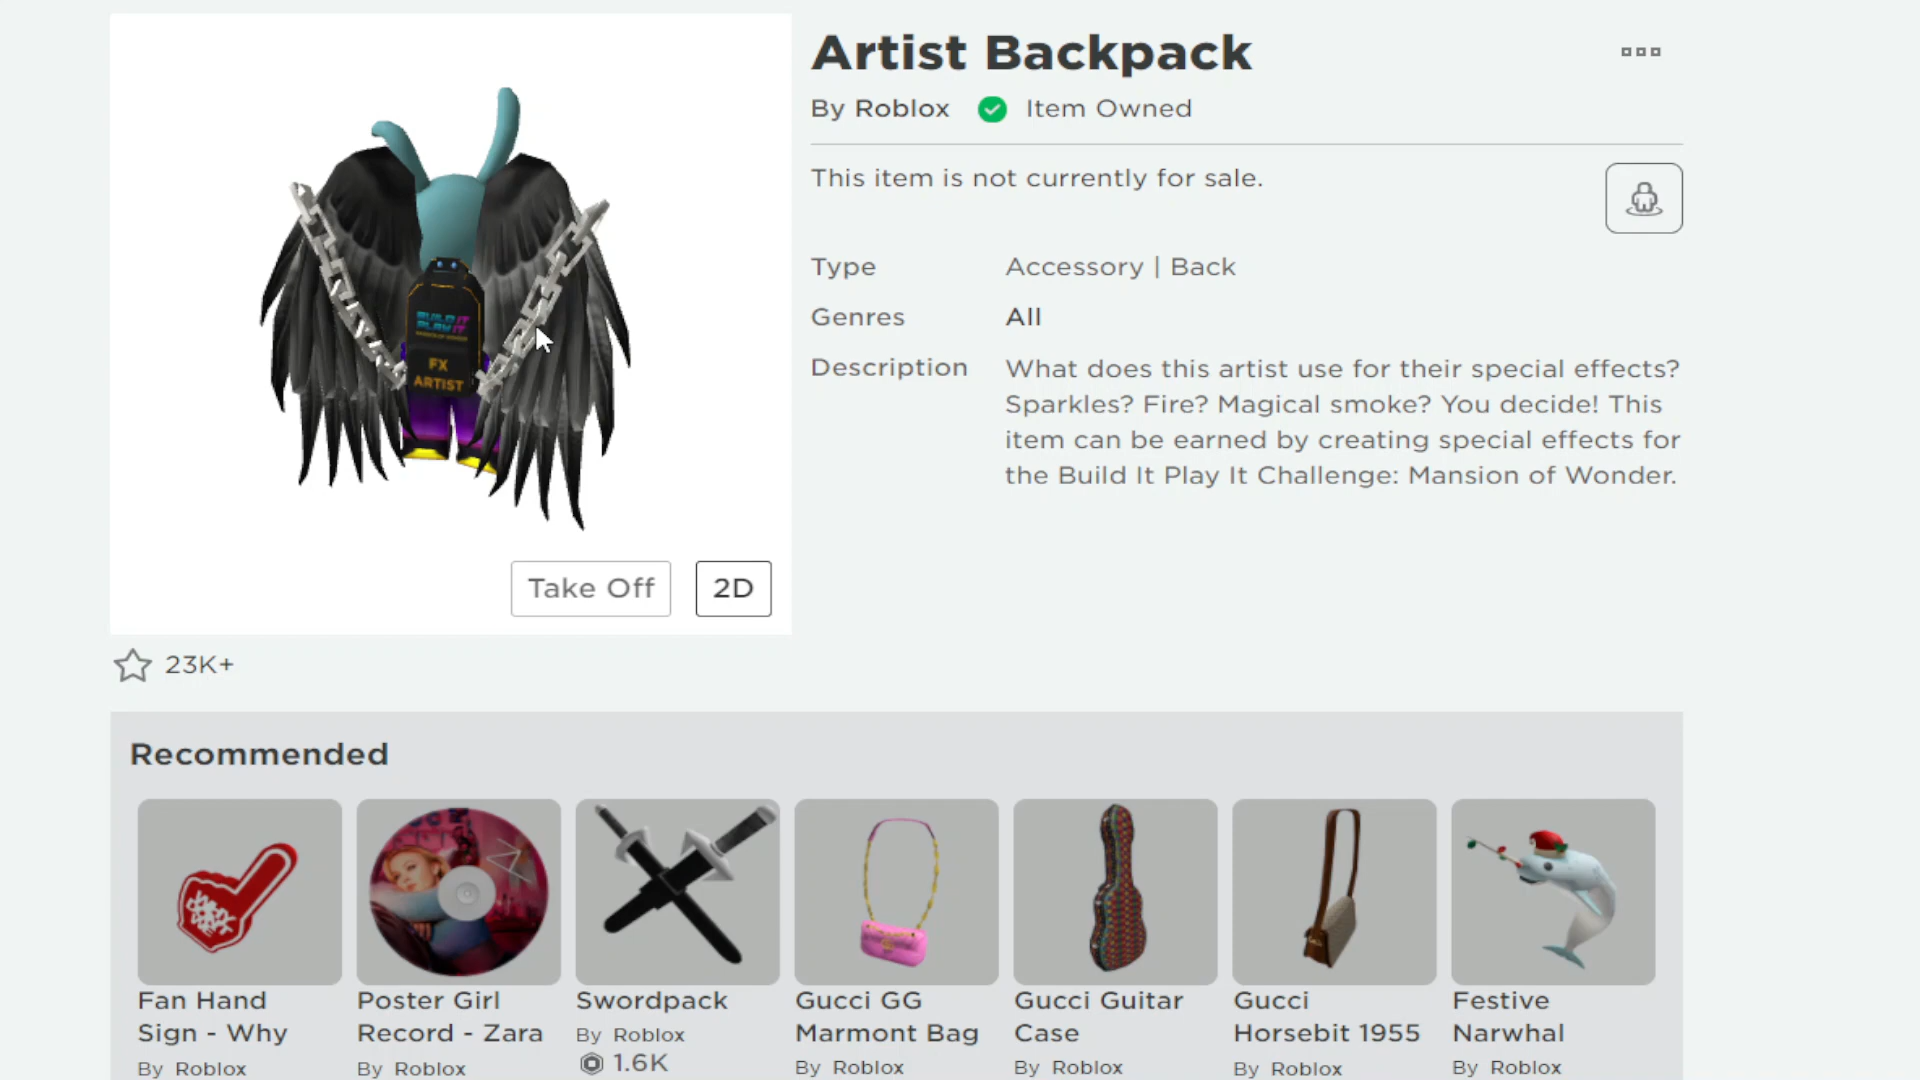 Artist Backpack
By Roblox Item Owned
This item is not currently for sale.
Type Accessory | Back
Genres All
Description What does this artist use for their special effects?
Sparkles? Fire? Magical smoke? You decide! This
item can be earned by creating special effects for
the Build It Play It Challenge: Mansion of Wonder.
BUILD IT
PLAY IT
FX
ARTIST
Take Off 2D
23K+
Recommended
Fan Hand
Sign - Why
By Roblox
Poster Girl
Record - Zara
By Roblox
Swordpack
By Roblox
1.6K
Gucci GG
Marmont Bag
By Roblox
Gucci Guitar
Case
By Roblox
Gucci
Horsebit 1955
By Roblox
Festive
Narwhal
By Roblox